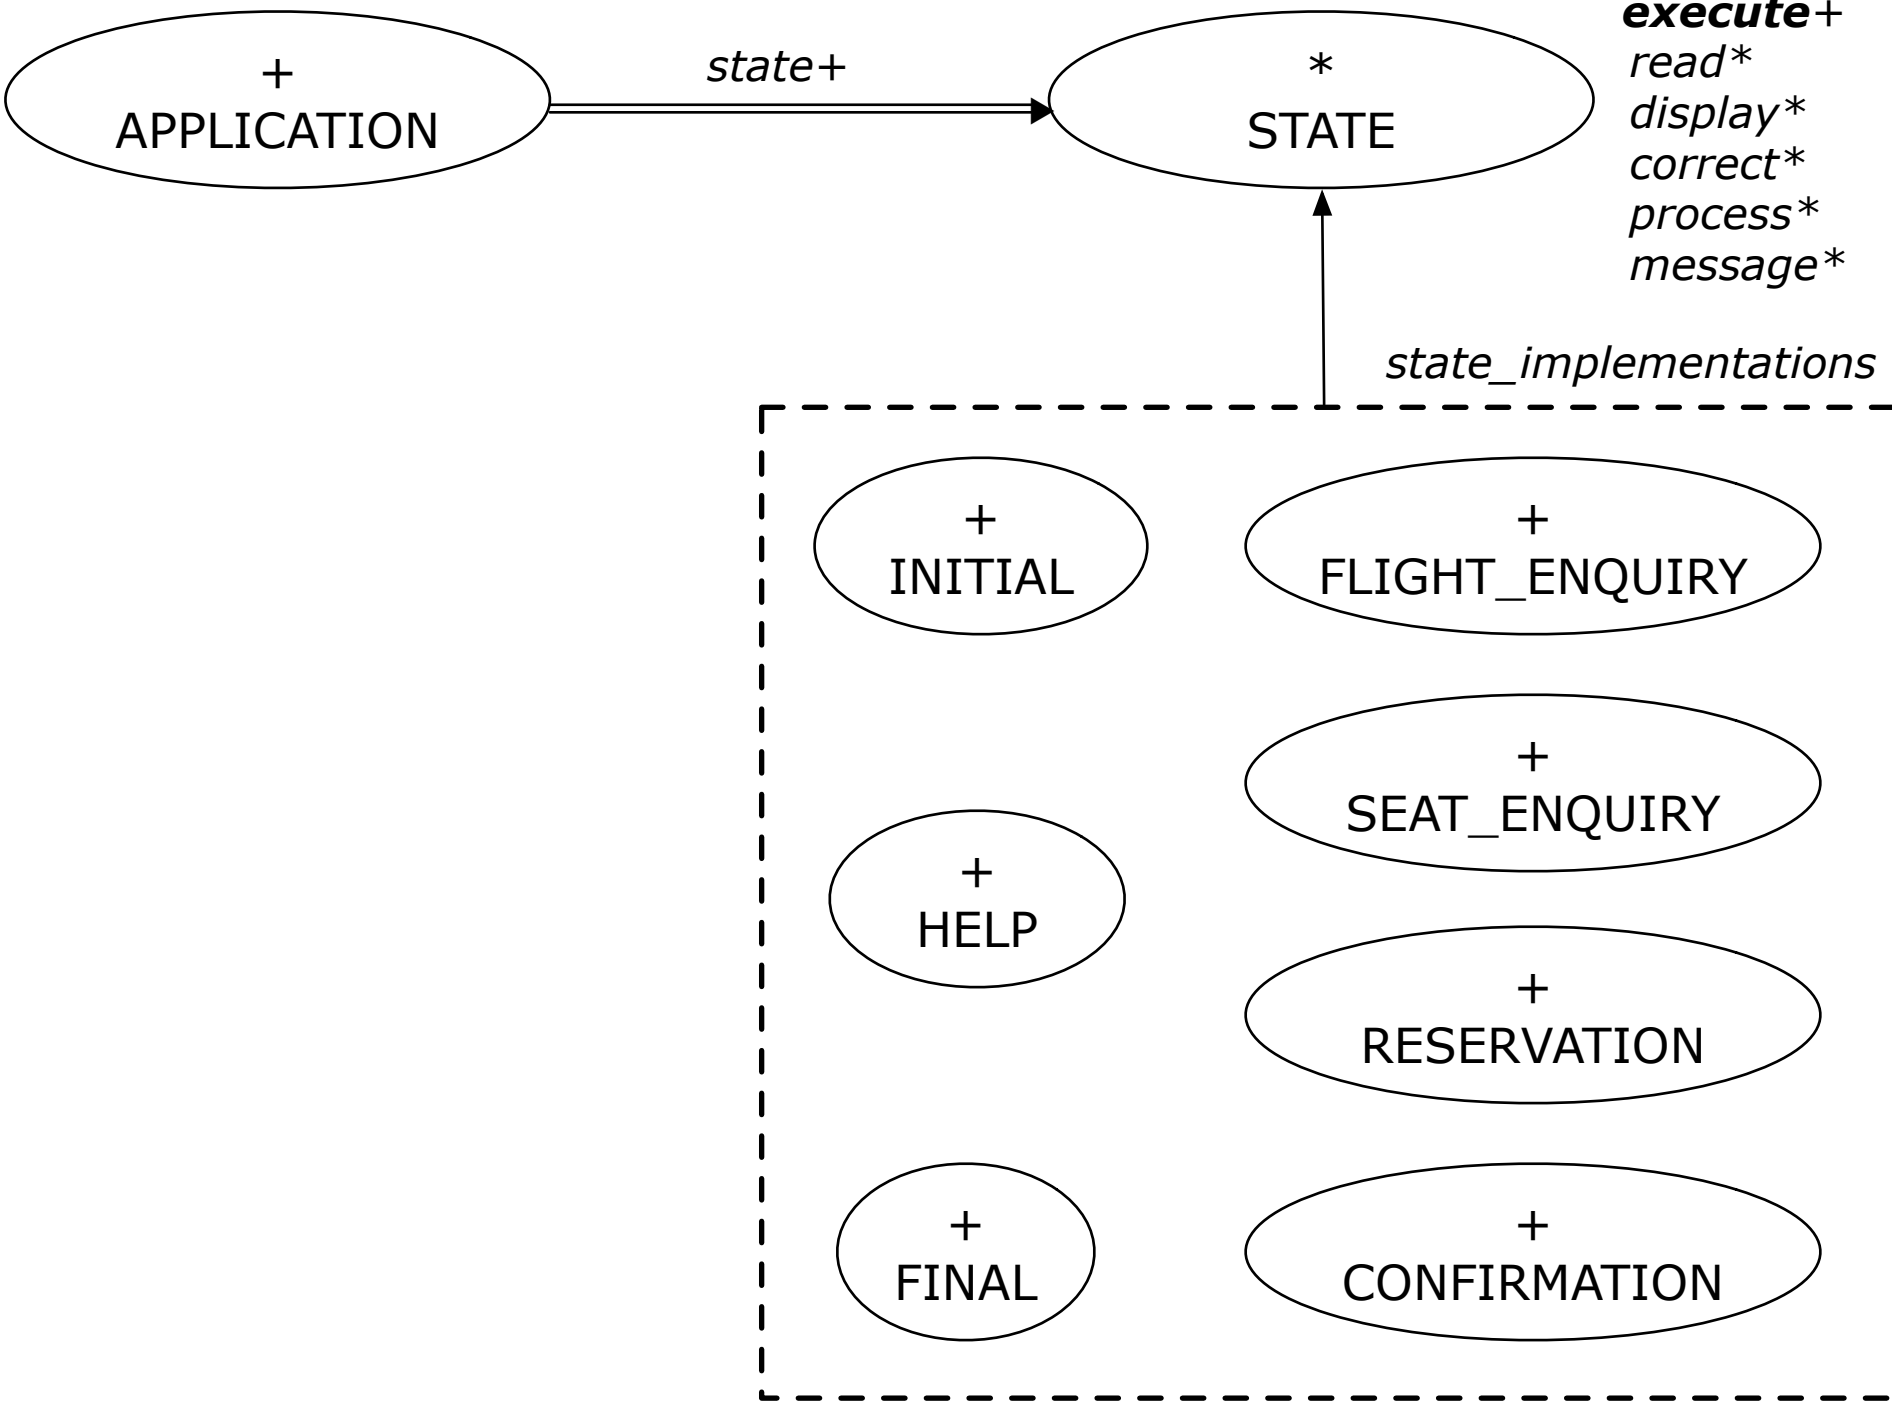 +
APPLICATION
state+
*
STATE
execute+
read*
display*
correct*
process*
message*
state_implementations
+
INITIAL
+
FLIGHT_ENQUIRY
+
SEAT_ENQUIRY
+
HELP
+
RESERVATION
+
FINAL
+
CONFIRMATION